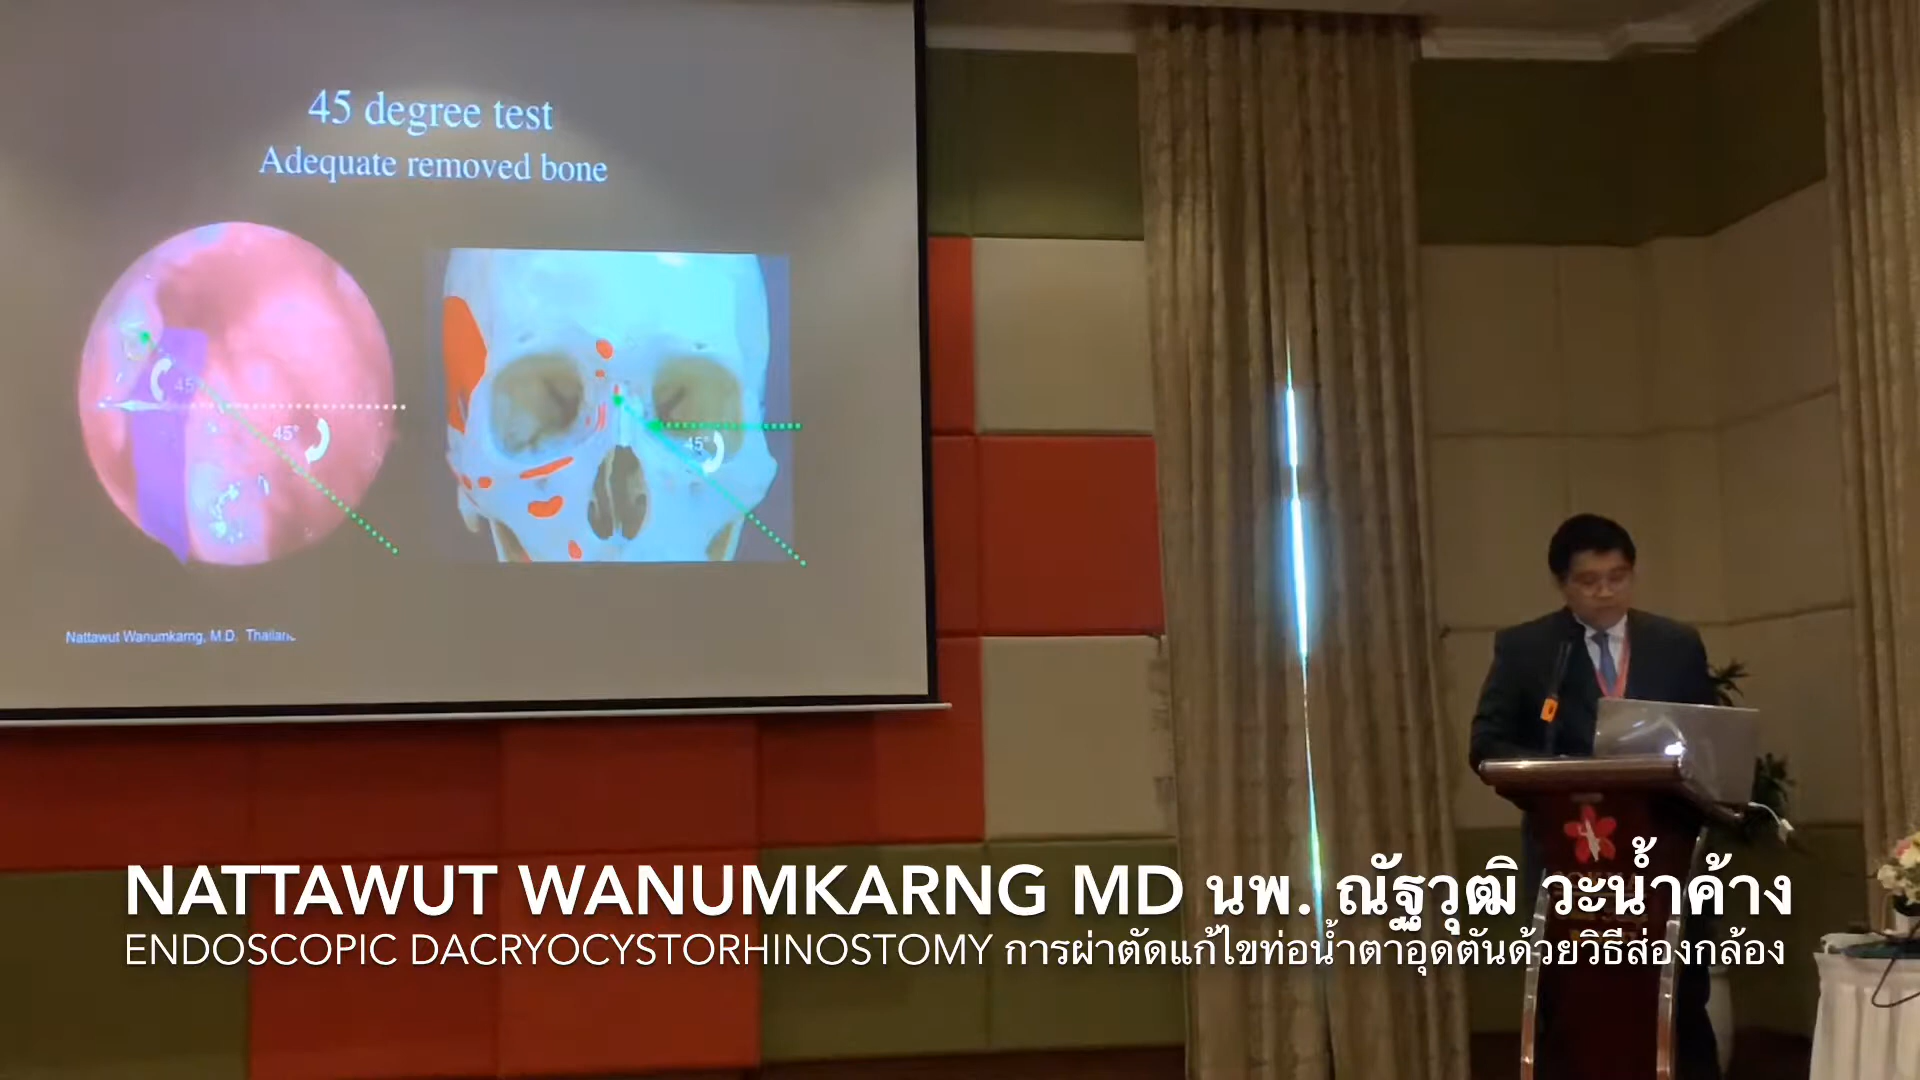 45 degree test
Adequate removed bone
45°
45°
45°
Nattawut Wanumkarng, M.D. Thailand
NATTAWUT WANUMKARNG MD นพ. ณัฐวุฒิ วะน้ำค้าง
ENDOSCOPIC DACRYOCYSTORHINOSTOMY การผ่าตัดแก้ไขท่อน้ำตาอุดตันด้วยวิธีส่องกล้อง